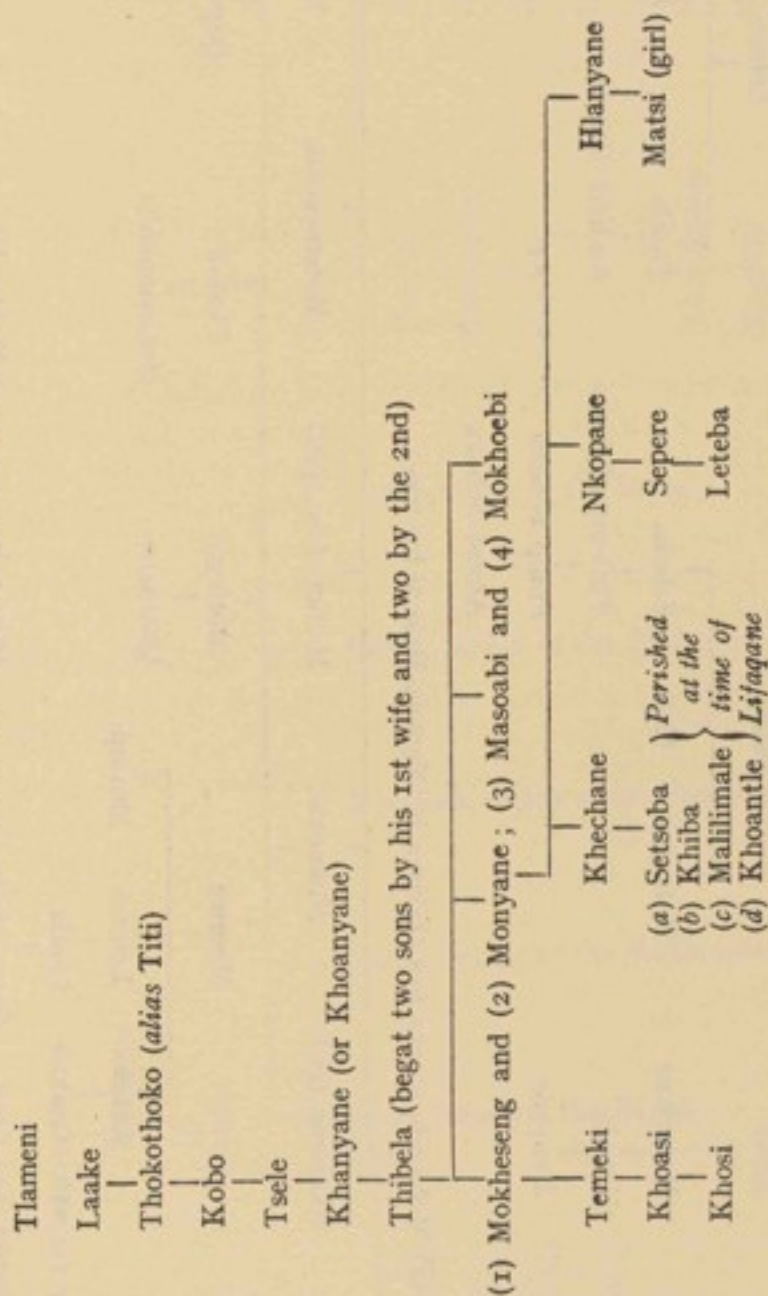 Tlameni
Laake
Thokothoko (alias Titi)
Kobo
Tsele
Khanyane (or Khoanyane)
Thibela (begat two sons by his 1st wife and two by the 2nd)
(1) Mokheseng and (2) Monyane; (3) Masoabi and (4) Mokhoebi
Temeki Khechane Nkopane Hlanyane
Khoasi (a) Setsoba Perished Sepere Matsi (girl)
(b) Khiba at the
Khosi (c) Malilimale time of Leteba
(d) Khoantle Lifaqane